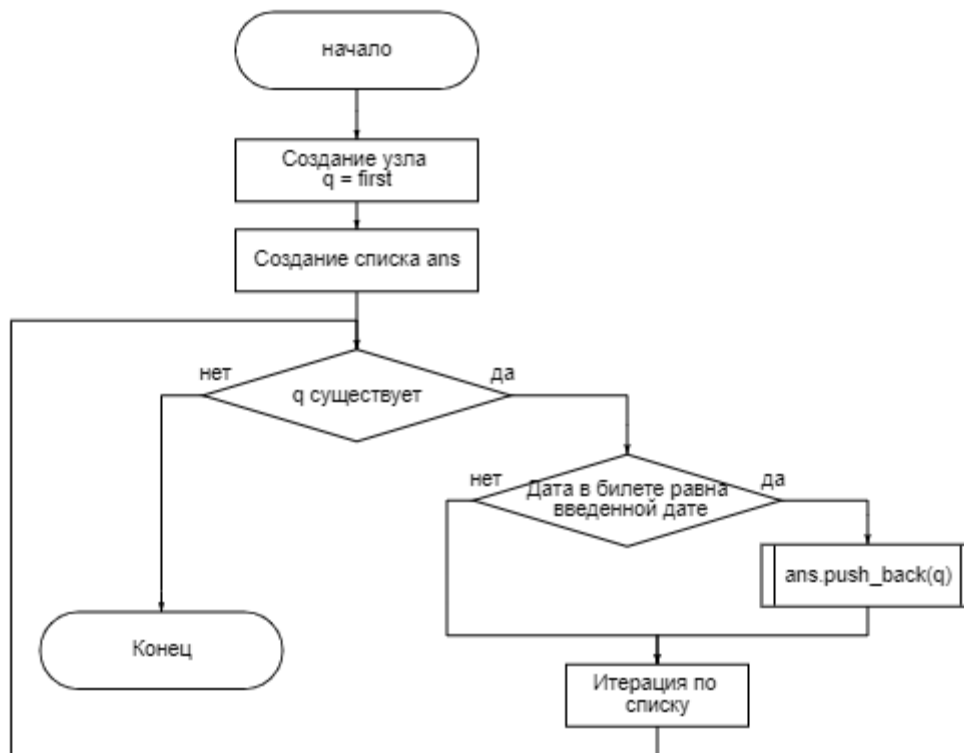 начало
Создание узла
q = first
Создание списка ans
нет
да
q существует
нет
да
Дата в билете равна
введенной дате
ans.push_back(q)
Конец
Итерация по
списку